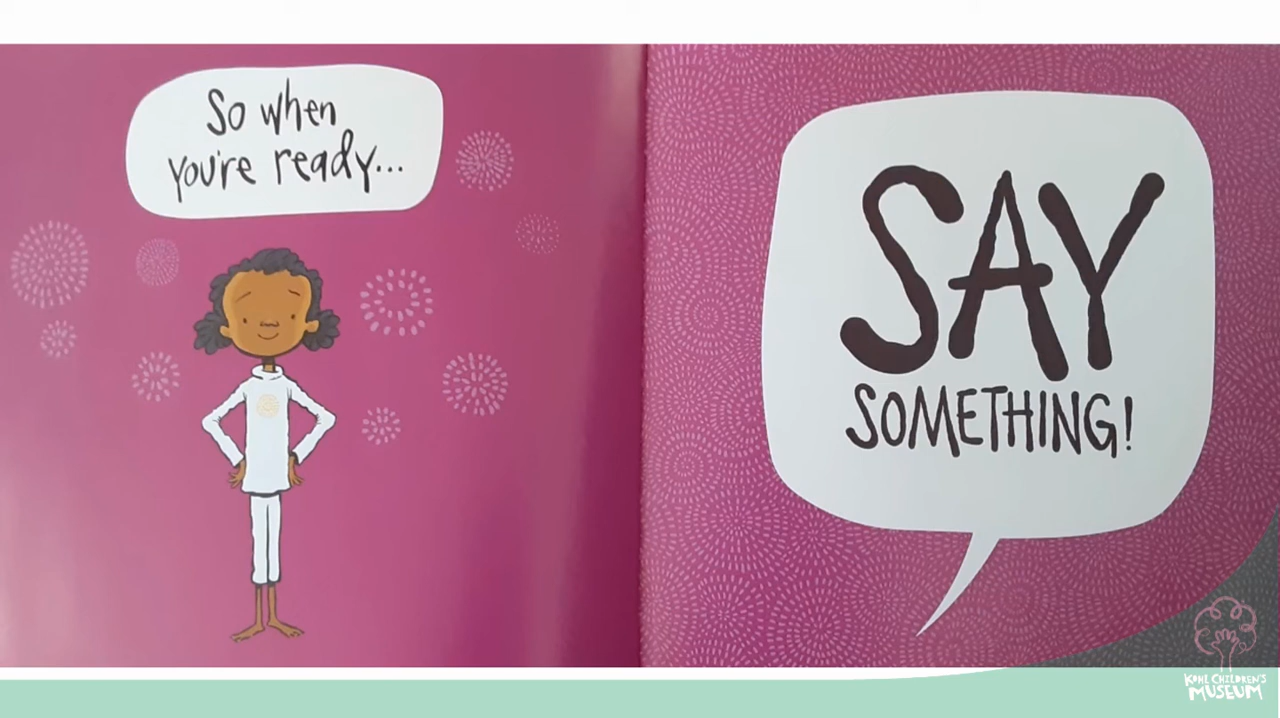 So when
you're ready...
SAY
SOMETHING!
KOHL CHILDREN'S
MUSEUM